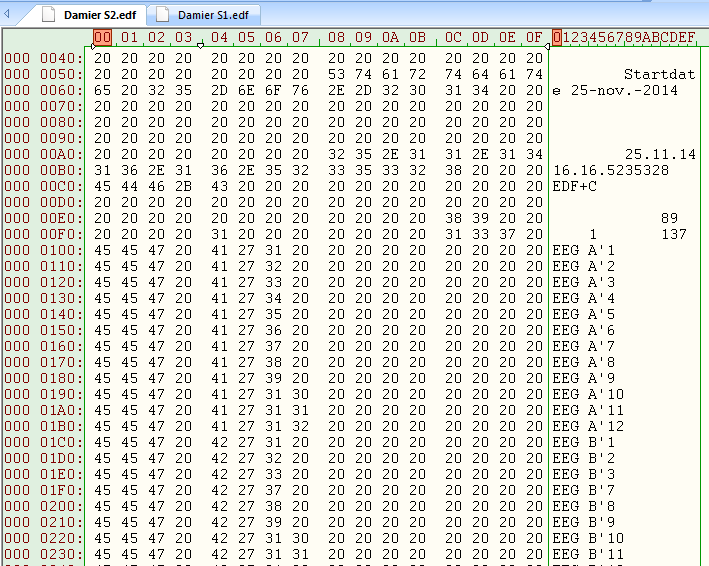 Damier S2.edf Damier S1.edf
00 01 02 03 04 05 06 07 08 09 0A 0B 0C 0D 0E 0F 0123456789ABCDEF
000 0040: 20 20 20 20 20 20 20 20 20 20 20 20 20 20 20 20
000 0050: 20 20 20 20 20 20 20 20 53 74 61 72 74 64 61 74 Startdat
000 0060: 65 20 32 35 2D 6E 6F 76 2E 2D 32 30 31 34 20 20 e 25-nov.-2014
000 0070: 20 20 20 20 20 20 20 20 20 20 20 20 20 20 20 20
000 0080: 20 20 20 20 20 20 20 20 20 20 20 20 20 20 20 20
000 0090: 20 20 20 20 20 20 20 20 20 20 20 20 20 20 20 20
000 00A0: 20 20 20 20 20 20 20 20 32 35 2E 31 31 2E 31 34 25.11.14
000 00B0: 31 36 2E 31 36 2E 35 32 33 35 33 32 38 20 20 20 16.16.5235328
000 00C0: 45 44 46 2B 43 20 20 20 20 20 20 20 20 20 20 20 EDF+C
000 00D0: 20 20 20 20 20 20 20 20 20 20 20 20 20 20 20 20
000 00E0: 20 20 20 20 20 20 20 20 20 20 20 20 38 39 20 20 89
000 00F0: 20 20 20 20 31 20 20 20 20 20 20 20 31 33 37 20 1 137
000 0100: 45 45 47 20 41 27 31 20 20 20 20 20 20 20 20 20 EEG A'1
000 0110: 45 45 47 20 41 27 32 20 20 20 20 20 20 20 20 20 EEG A'2
000 0120: 45 45 47 20 41 27 33 20 20 20 20 20 20 20 20 20 EEG A'3
000 0130: 45 45 47 20 41 27 34 20 20 20 20 20 20 20 20 20 EEG A'4
000 0140: 45 45 47 20 41 27 35 20 20 20 20 20 20 20 20 20 EEG A'5
000 0150: 45 45 47 20 41 27 36 20 20 20 20 20 20 20 20 20 EEG A'6
000 0160: 45 45 47 20 41 27 37 20 20 20 20 20 20 20 20 20 EEG A'7
000 0170: 45 45 47 20 41 27 38 20 20 20 20 20 20 20 20 20 EEG A'8
000 0180: 45 45 47 20 41 27 39 20 20 20 20 20 20 20 20 20 EEG A'9
000 0190: 45 45 47 20 41 27 31 30 20 20 20 20 20 20 20 20 EEG A'10
000 01A0: 45 45 47 20 41 27 31 31 20 20 20 20 20 20 20 20 EEG A'11
000 01B0: 45 45 47 20 41 27 31 32 20 20 20 20 20 20 20 20 EEG A'12
000 01C0: 45 45 47 20 42 27 31 20 20 20 20 20 20 20 20 20 EEG B'1
000 01D0: 45 45 47 20 42 27 32 20 20 20 20 20 20 20 20 20 EEG B'2
000 01E0: 45 45 47 20 42 27 33 20 20 20 20 20 20 20 20 20 EEG B'3
000 01F0: 45 45 47 20 42 27 37 20 20 20 20 20 20 20 20 20 EEG B'7
000 0200: 45 45 47 20 42 27 38 20 20 20 20 20 20 20 20 20 EEG B'8
000 0210: 45 45 47 20 42 27 39 20 20 20 20 20 20 20 20 20 EEG B'9
000 0220: 45 45 47 20 42 27 31 30 20 20 20 20 20 20 20 20 EEG B'10
000 0230: 45 45 47 20 42 27 31 31 20 20 20 20 20 20 20 20 EEG B'11